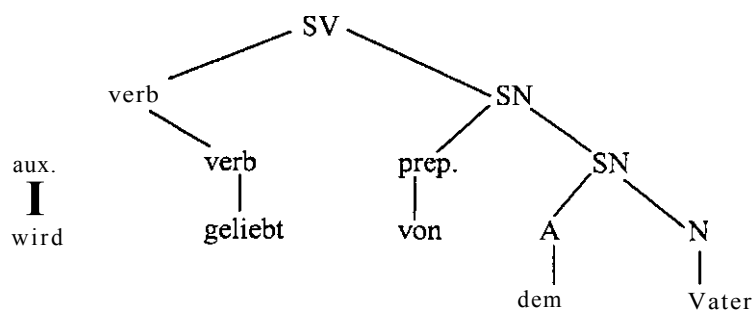 SV
verb SN
aux. verb prep. SN
I
wird geliebt von A N
dem Vater